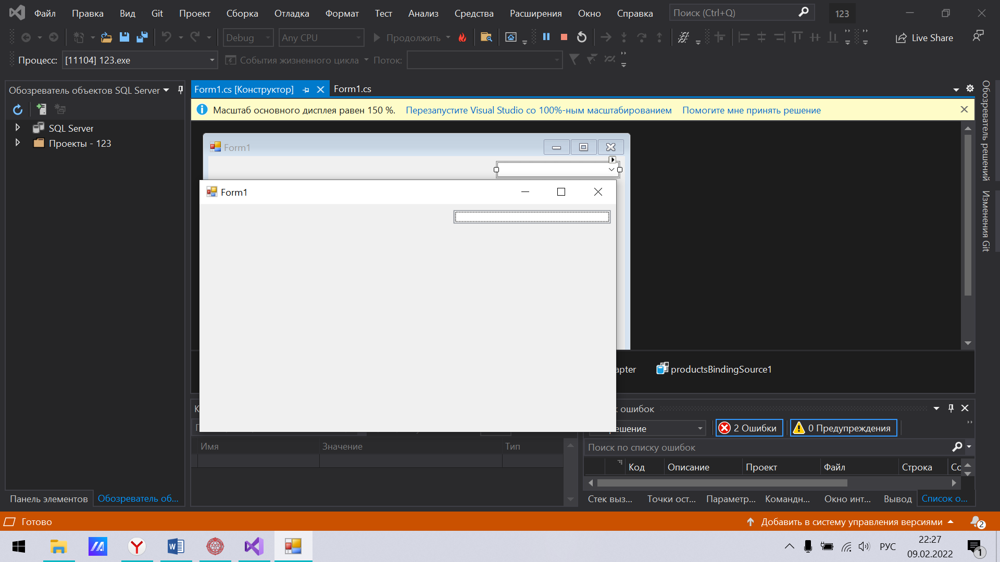 Файл Правка Вид Git Проект Сборка Отладка Формат Тест Анализ Средства Расширения Окно Справка Поиск (Ctrl+Q) 123
Debug Any CPU Продолжить Live Share
Процесс: [11104] 123.exe События жизненного цикла Поток:
Обозреватель объектов SQL Server
SQL Server
Проекты - 123
Панель элементов Обозреватель об...
Form1.cs [Конструктор] Form1.cs
Масштаб основного дисплея равен 150 %. Перезапустите Visual Studio со 100%-ным масштабированием Помогите мне принять решение
Form1
Form1
productsBindingSource1
Имя Значение Тип
ошибок
2 Ошибки 0 Предупреждения
Поиск по списку ошибок
Код Описание Проект Файл Строка
Стек выз... Точки ост... Параметр... Командн... Окно инт... Вывод Список о...
Обозреватель решений
Изменения Git
Готово Добавить в систему управления версиями 2
РУС 22:27 1
09.02.2022